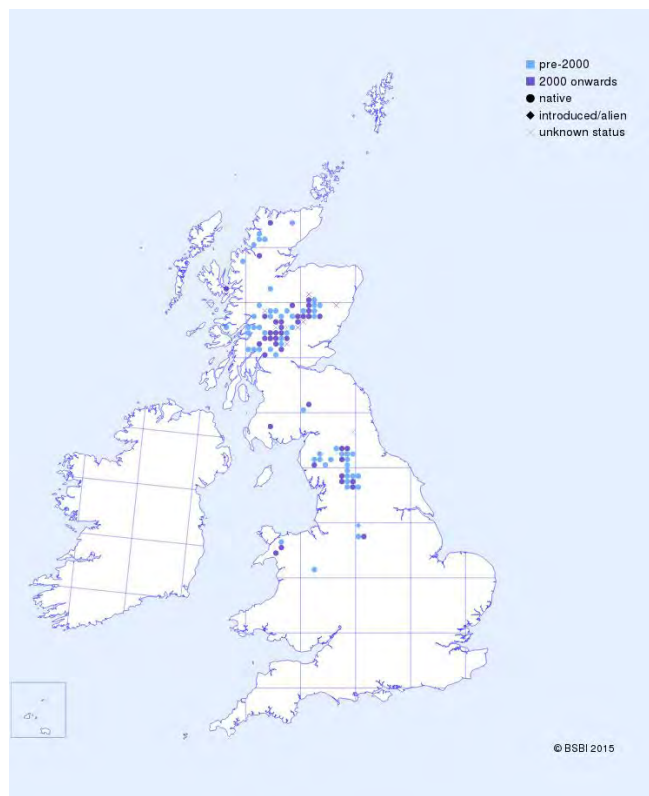 pre-2000
2000 onwards
native
introduced/alien
unknown status
© BSBI 2015